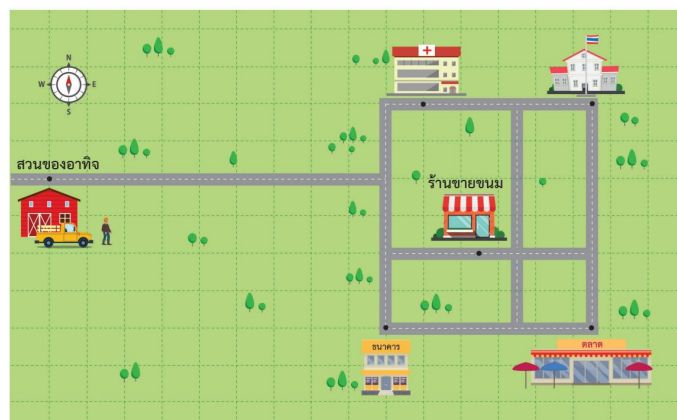 N
W E
S
สวนของอาทิจ
ร้านขายขนม
ธนาคาร
ตลาด